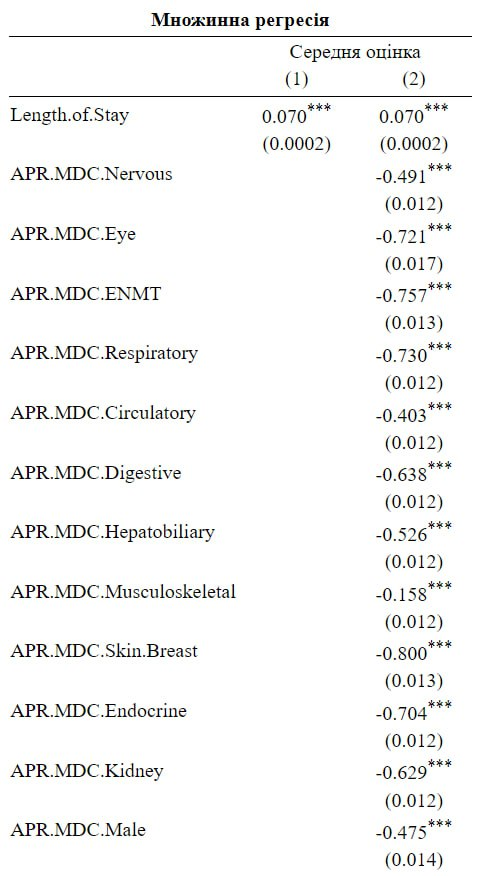 Множинна регресія
Середня оцінка
(1) (2)
Length.of.Stay 0.070*** 0.070***
(0.0002) (0.0002)
APR.MDC.Nervous -0.491***
(0.012)
APR.MDC.Eye -0.721***
(0.017)
APR.MDC.ENMT -0.757***
(0.013)
APR.MDC.Respiratory -0.730***
(0.012)
APR.MDC.Circulatory -0.403***
(0.012)
APR.MDC.Digestive -0.638***
(0.012)
APR.MDC.Hepatobiliary -0.526***
(0.012)
APR.MDC.Musculoskeletal -0.158***
(0.012)
APR.MDC.Skin.Breast -0.800***
(0.013)
APR.MDC.Endocrine -0.704***
(0.012)
APR.MDC.Kidney -0.629***
(0.012)
APR.MDC.Male -0.475***
(0.014)